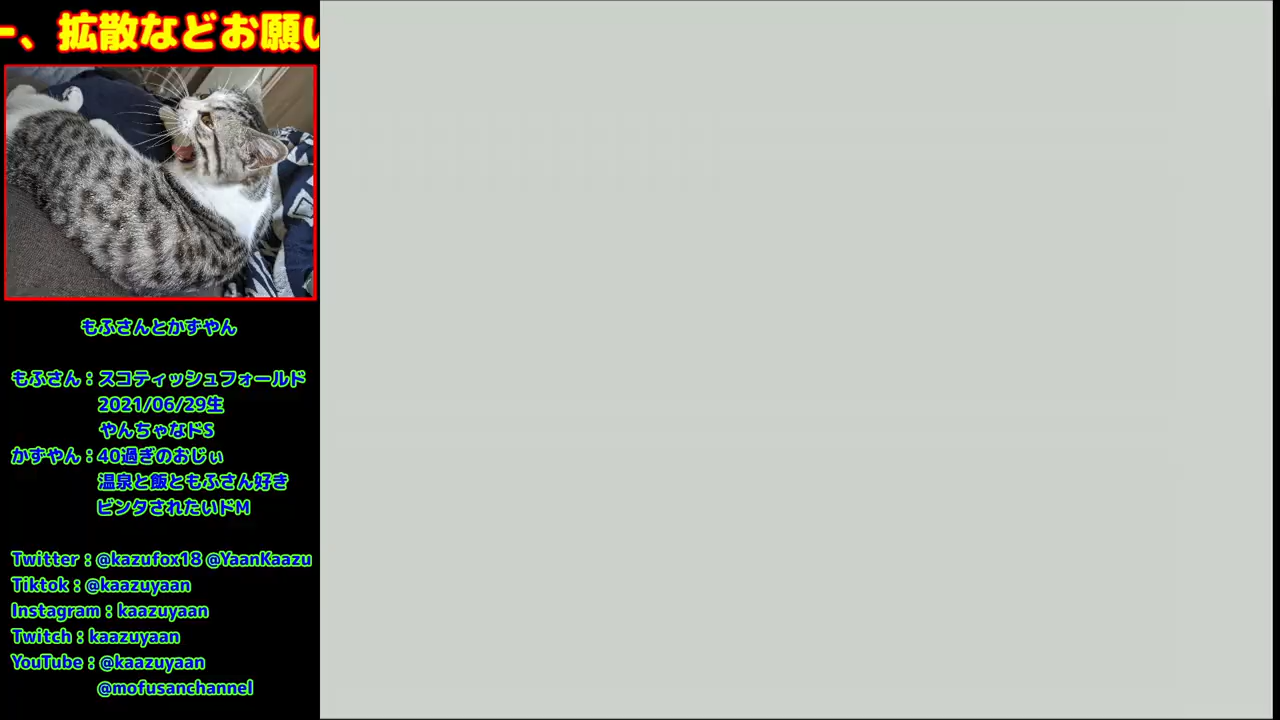 ー、拡散などお願い
もふさんとかずやん
もふさん：スコティッシュフォールド
2021/06/29生
やんちゃなドS
かずやん：40過ぎのおじぃ
温泉と飯ともふさん好き
ビンタされたいドM
Twitter：@kazufox18 @YaanKaazu
Tiktok：@kaazuyaan
Instagram：kaazuyaan
Twitch：kaazuyaan
YouTube：@kaazuyaan
@mofusanchannel